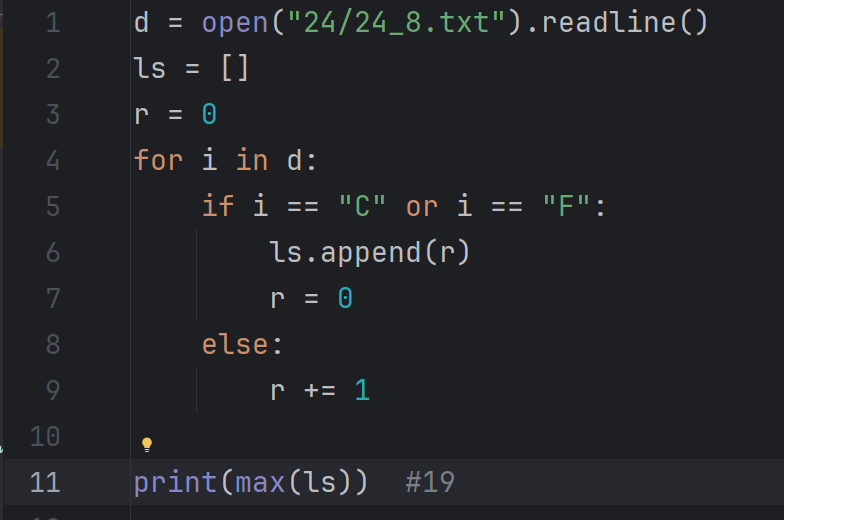 1 d = open("24/24_8.txt").readline()
2 ls = []
3 r = 0
4 for i in d:
5     if i == "C" or i == "F":
6         ls.append(r)
7         r = 0
8     else:
9         r += 1
10
11 print(max(ls))  #19